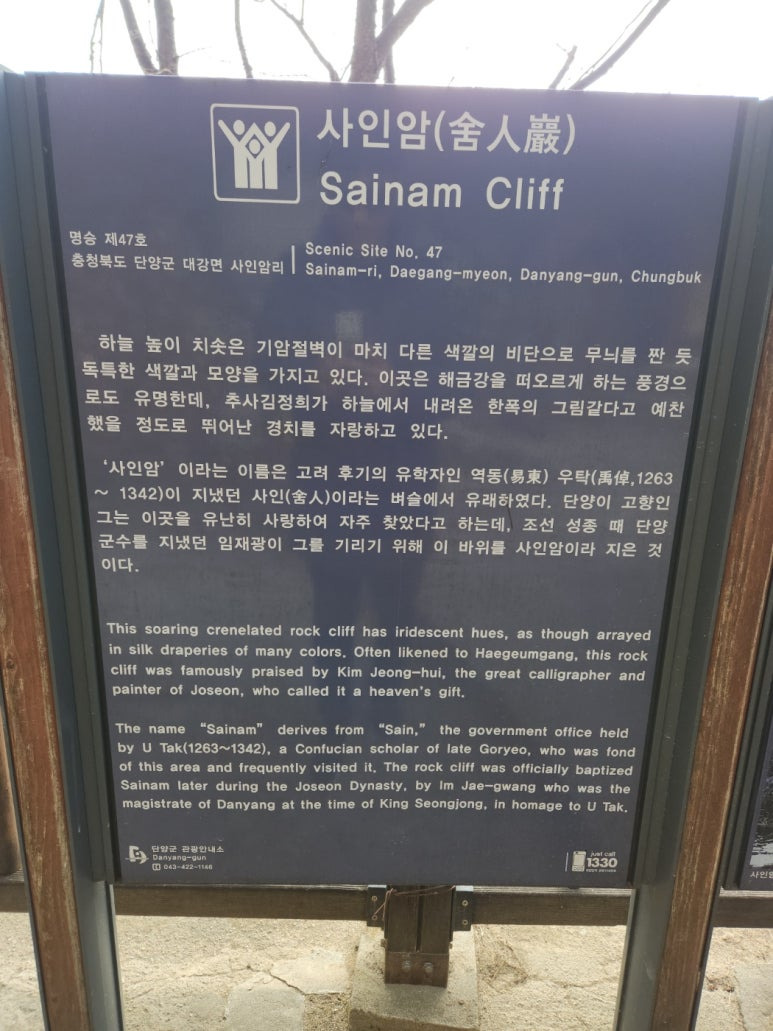 사인암(舍人巖)
Sainam Cliff
명승 제47호
충청북도 단양군 대강면 사인암리
Scenic Site No. 47
Sainam-ri, Daegang-myeon, Danyang-gun, Chungbuk
하늘 높이 치솟은 기암절벽이 마치 다른 색깔의 비단으로 무늬를 짠 듯
독특한 색깔과 모양을 가지고 있다. 이곳은 해금강을 떠오르게 하는 풍경으
로도 유명한데, 추사김정희가 하늘에서 내려온 한폭의 그림같다고 예찬
했을 정도로 뛰어난 경치를 자랑하고 있다.
‘사인암’이라는 이름은 고려 후기의 유학자인 역동(易東) 우탁(禹倬,1263
~ 1342)이 지냈던 사인(舍人)이라는 벼슬에서 유래하였다. 단양이 고향인
그는 이곳을 유난히 사랑하여 자주 찾았다고 하는데, 조선 성종 때 단양
군수를 지냈던 임재광이 그를 기리기 위해 이 바위를 사인암이라 지은 것
이다.
This soaring crenelated rock cliff has iridescent hues, as though arrayed
in silk draperies of many colors. Often likened to Haegeumgang, this rock
cliff was famously praised by Kim Jeong-hui, the great calligrapher and
painter of Joseon, who called it a heaven's gift.
The name “Sainam” derives from “Sain,” the government office held
by U Tak(1263~1342), a Confucian scholar of late Goryeo, who was fond
of this area and frequently visited it. The rock cliff was officially baptized
Sainam later during the Joseon Dynasty, by Im Jae-gwang who was the
magistrate of Danyang at the time of King Seongjong, in homage to U Tak.
단양군 관광안내소
Danyang-gun
043-422-1146
just call
1330
사인암